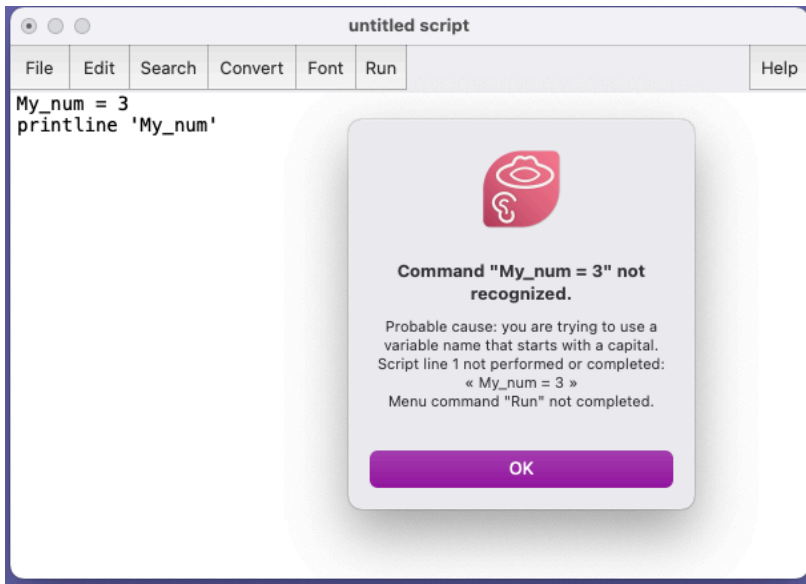 untitled script
File Edit Search Convert Font Run Help
My_num = 3
printline 'My_num'
Command "My_num = 3" not
recognized.
Probable cause: you are trying to use a
variable name that starts with a capital.
Script line 1 not performed or completed:
« My_num = 3 »
Menu command "Run" not completed.
OK